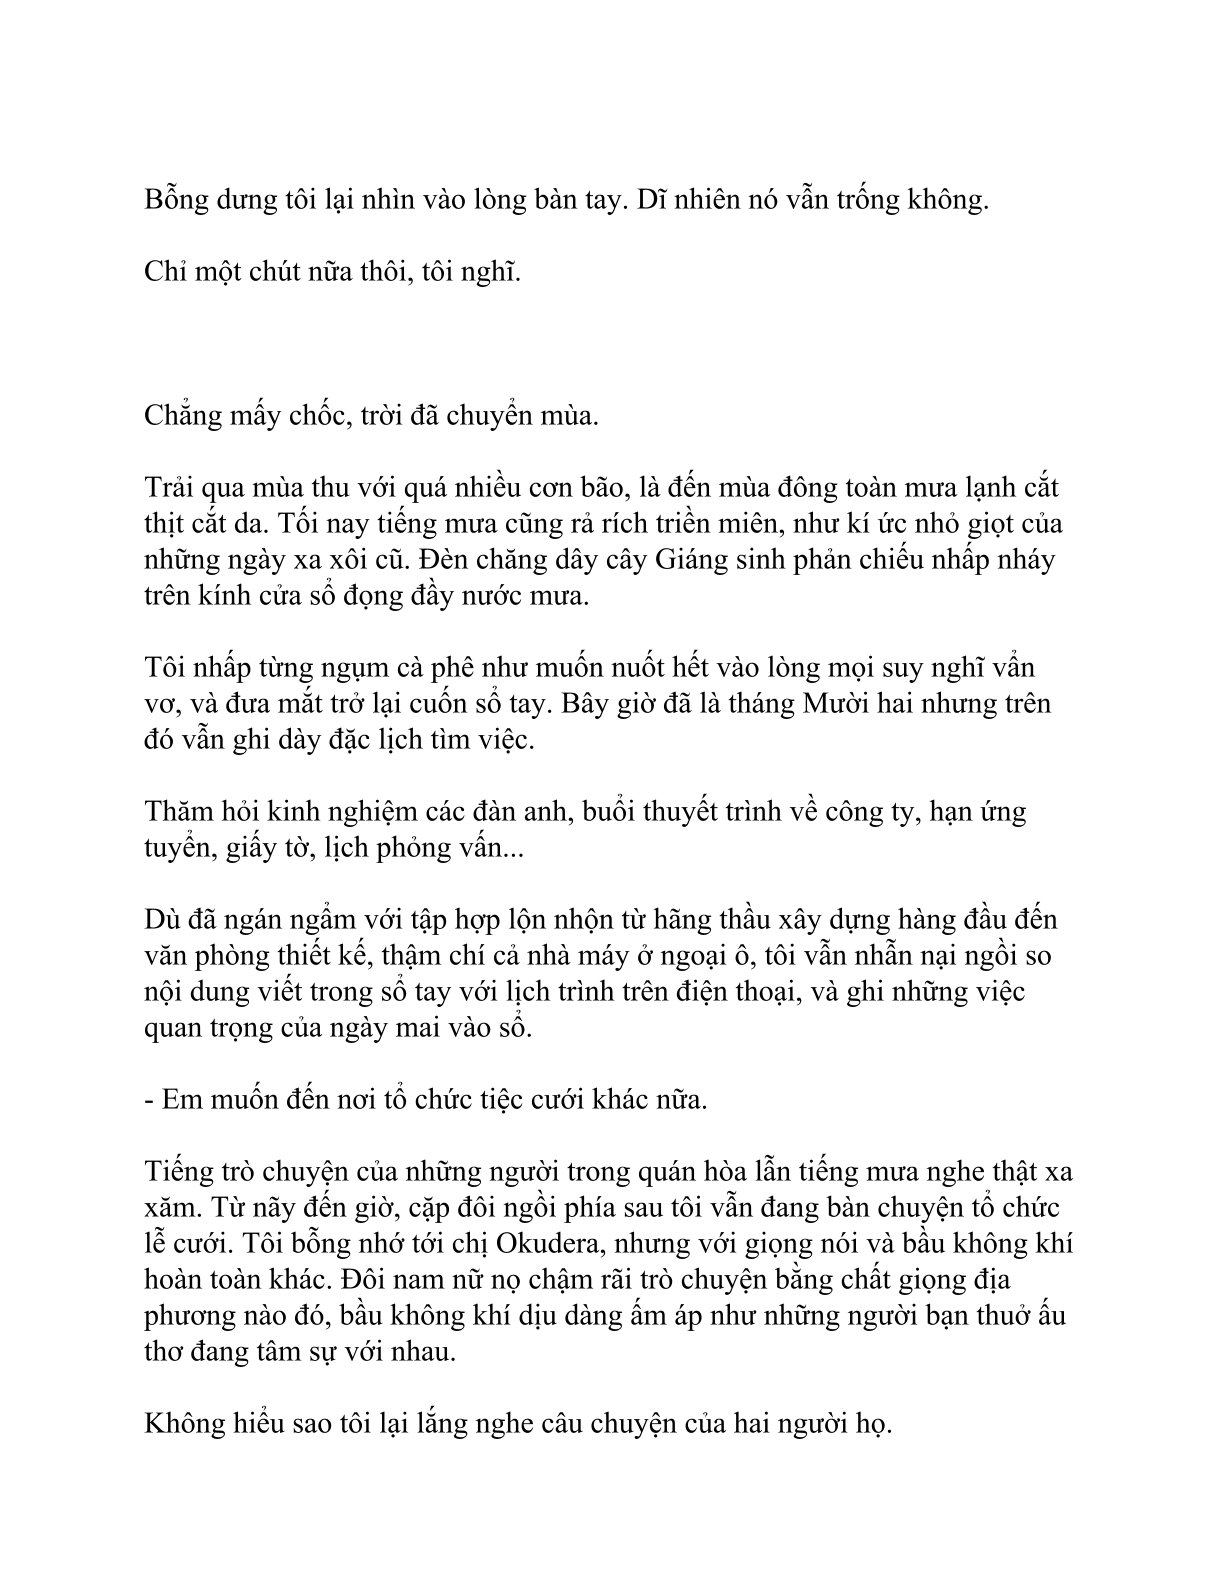 Bỗng dưng tôi lại nhìn vào lòng bàn tay. Dĩ nhiên nó vẫn trống không.
Chỉ một chút nữa thôi, tôi nghĩ.
Chẳng mấy chốc, trời đã chuyển mùa.
Trải qua mùa thu với quá nhiều cơn bão, là đến mùa đông toàn mưa lạnh cắt
thịt cắt da. Tối nay tiếng mưa cũng rả rích triền miên, như kí ức nhỏ giọt của
những ngày xa xôi cũ. Đèn chăng dây cây Giáng sinh phản chiếu nhấp nháy
trên kính cửa sổ đọng đầy nước mưa.
Tôi nhấp từng ngụm cà phê như muốn nuốt hết vào lòng mọi suy nghĩ vẩn
vơ, và đưa mắt trở lại cuốn sổ tay. Bây giờ đã là tháng Mười hai nhưng trên
đó vẫn ghi dày đặc lịch tìm việc.
Thăm hỏi kinh nghiệm các đàn anh, buổi thuyết trình về công ty, hạn ứng
tuyển, giấy tờ, lịch phỏng vấn...
Dù đã ngán ngẩm với tập hợp lộn nhộn từ hãng thầu xây dựng hàng đầu đến
văn phòng thiết kế, thậm chí cả nhà máy ở ngoại ô, tôi vẫn nhẫn nại ngồi so
nội dung viết trong sổ tay với lịch trình trên điện thoại, và ghi những việc
quan trọng của ngày mai vào sổ.
- Em muốn đến nơi tổ chức tiệc cưới khác nữa.
Tiếng trò chuyện của những người trong quán hòa lẫn tiếng mưa nghe thật xa
xăm. Từ nãy đến giờ, cặp đôi ngồi phía sau tôi vẫn đang bàn chuyện tổ chức
lễ cưới. Tôi bỗng nhớ tới chị Okudera, nhưng với giọng nói và bầu không khí
hoàn toàn khác. Đôi nam nữ nọ chậm rãi trò chuyện bằng chất giọng địa
phương nào đó, bầu không khí dịu dàng ấm áp như những người bạn thuở ấu
thơ đang tâm sự với nhau.
Không hiểu sao tôi lại lắng nghe câu chuyện của hai người họ.